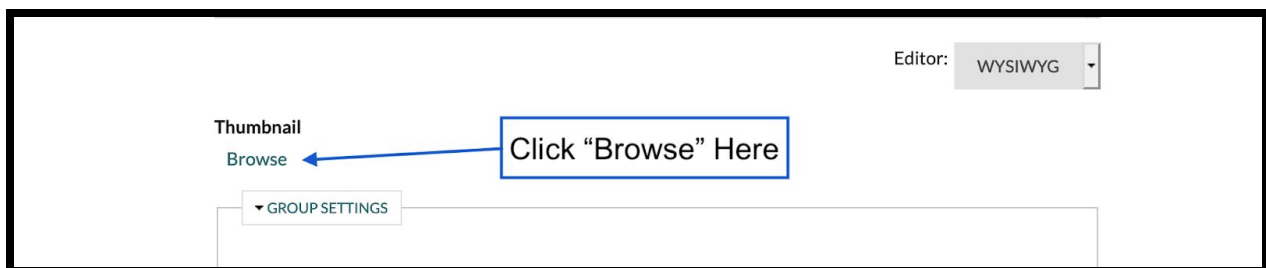 Editor:
WYSIWYG
Thumbnail
Browse
Click “Browse” Here
GROUP SETTINGS